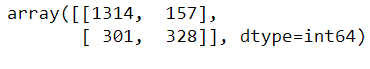 array([[1314,  157],
       [ 301,  328]], dtype=int64)